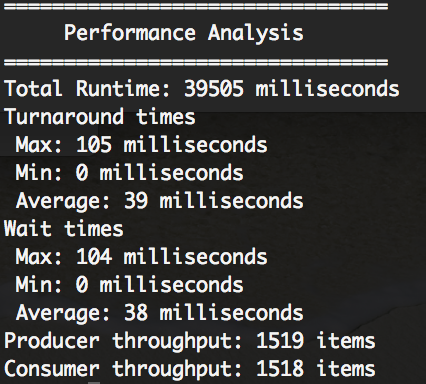 ================================
Performance Analysis
================================
Total Runtime: 39505 milliseconds
Turnaround times
Max: 105 milliseconds
Min: 0 milliseconds
Average: 39 milliseconds
Wait times
Max: 104 milliseconds
Min: 0 milliseconds
Average: 38 milliseconds
Producer throughput: 1519 items
Consumer throughput: 1518 items